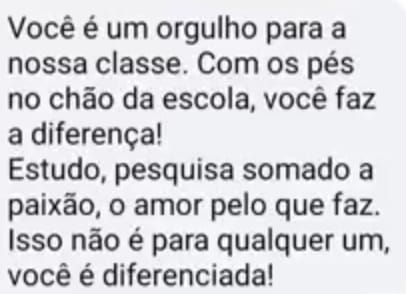 Você é um orgulho para a
nossa classe. Com os pés
no chão da escola, você faz
a diferença!
Estudo, pesquisa somado a
paixão, o amor pelo que faz.
Isso não é para qualquer um,
você é diferenciada!